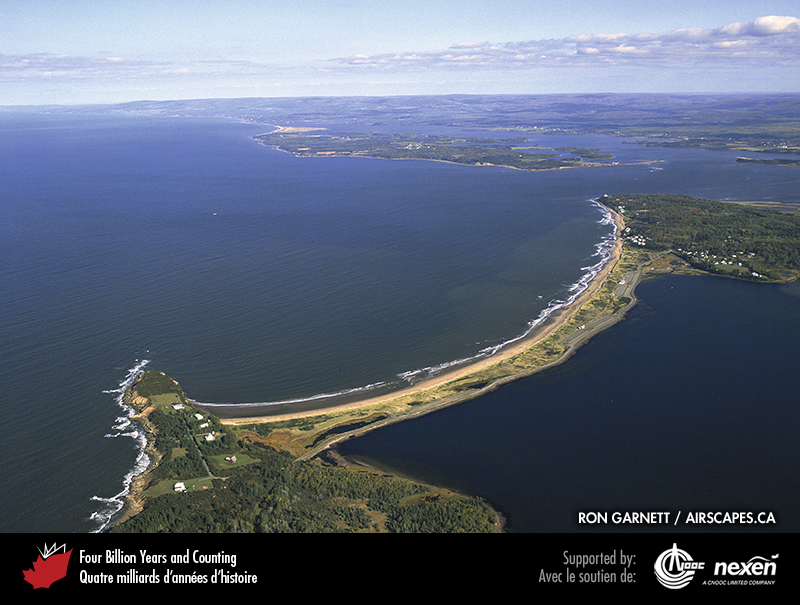 RON GARNETT / AIRSCAPES.CA
Four Billion Years and Counting
Quatre milliards d'années d'histoire
Supported by:
Avec le soutien de:
CNOOC nexen
A CNOOC LIMITED COMPANY